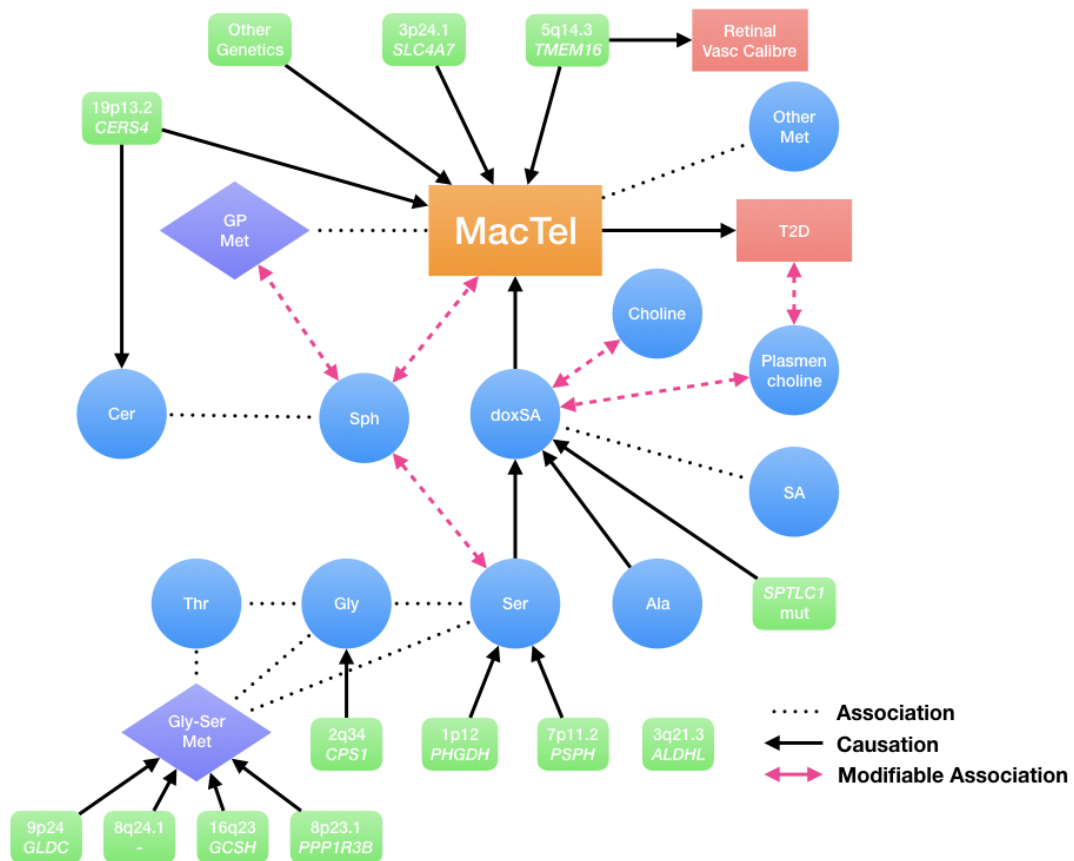 Other
Genetics
3p24.1
SLC4A7
5q14.3
TMEM16
Retinal
Vasc Calibre
19p13.2
CERS4
Other
Met
GP
Met
MacTel
T2D
Choline
Plasmen
choline
Cer
Sph
doxSA
SA
Thr
Gly
Ser
Ala
SPTLC1
mut
Gly-Ser
Met
2q34
CPS1
1p12
PHGDH
7p11.2
PSPH
3q21.3
ALDHL
Association
Causation
Modifiable Association
9p24
GLDC
8q24.1
-
16q23
GCSH
8p23.1
PPP1R3B